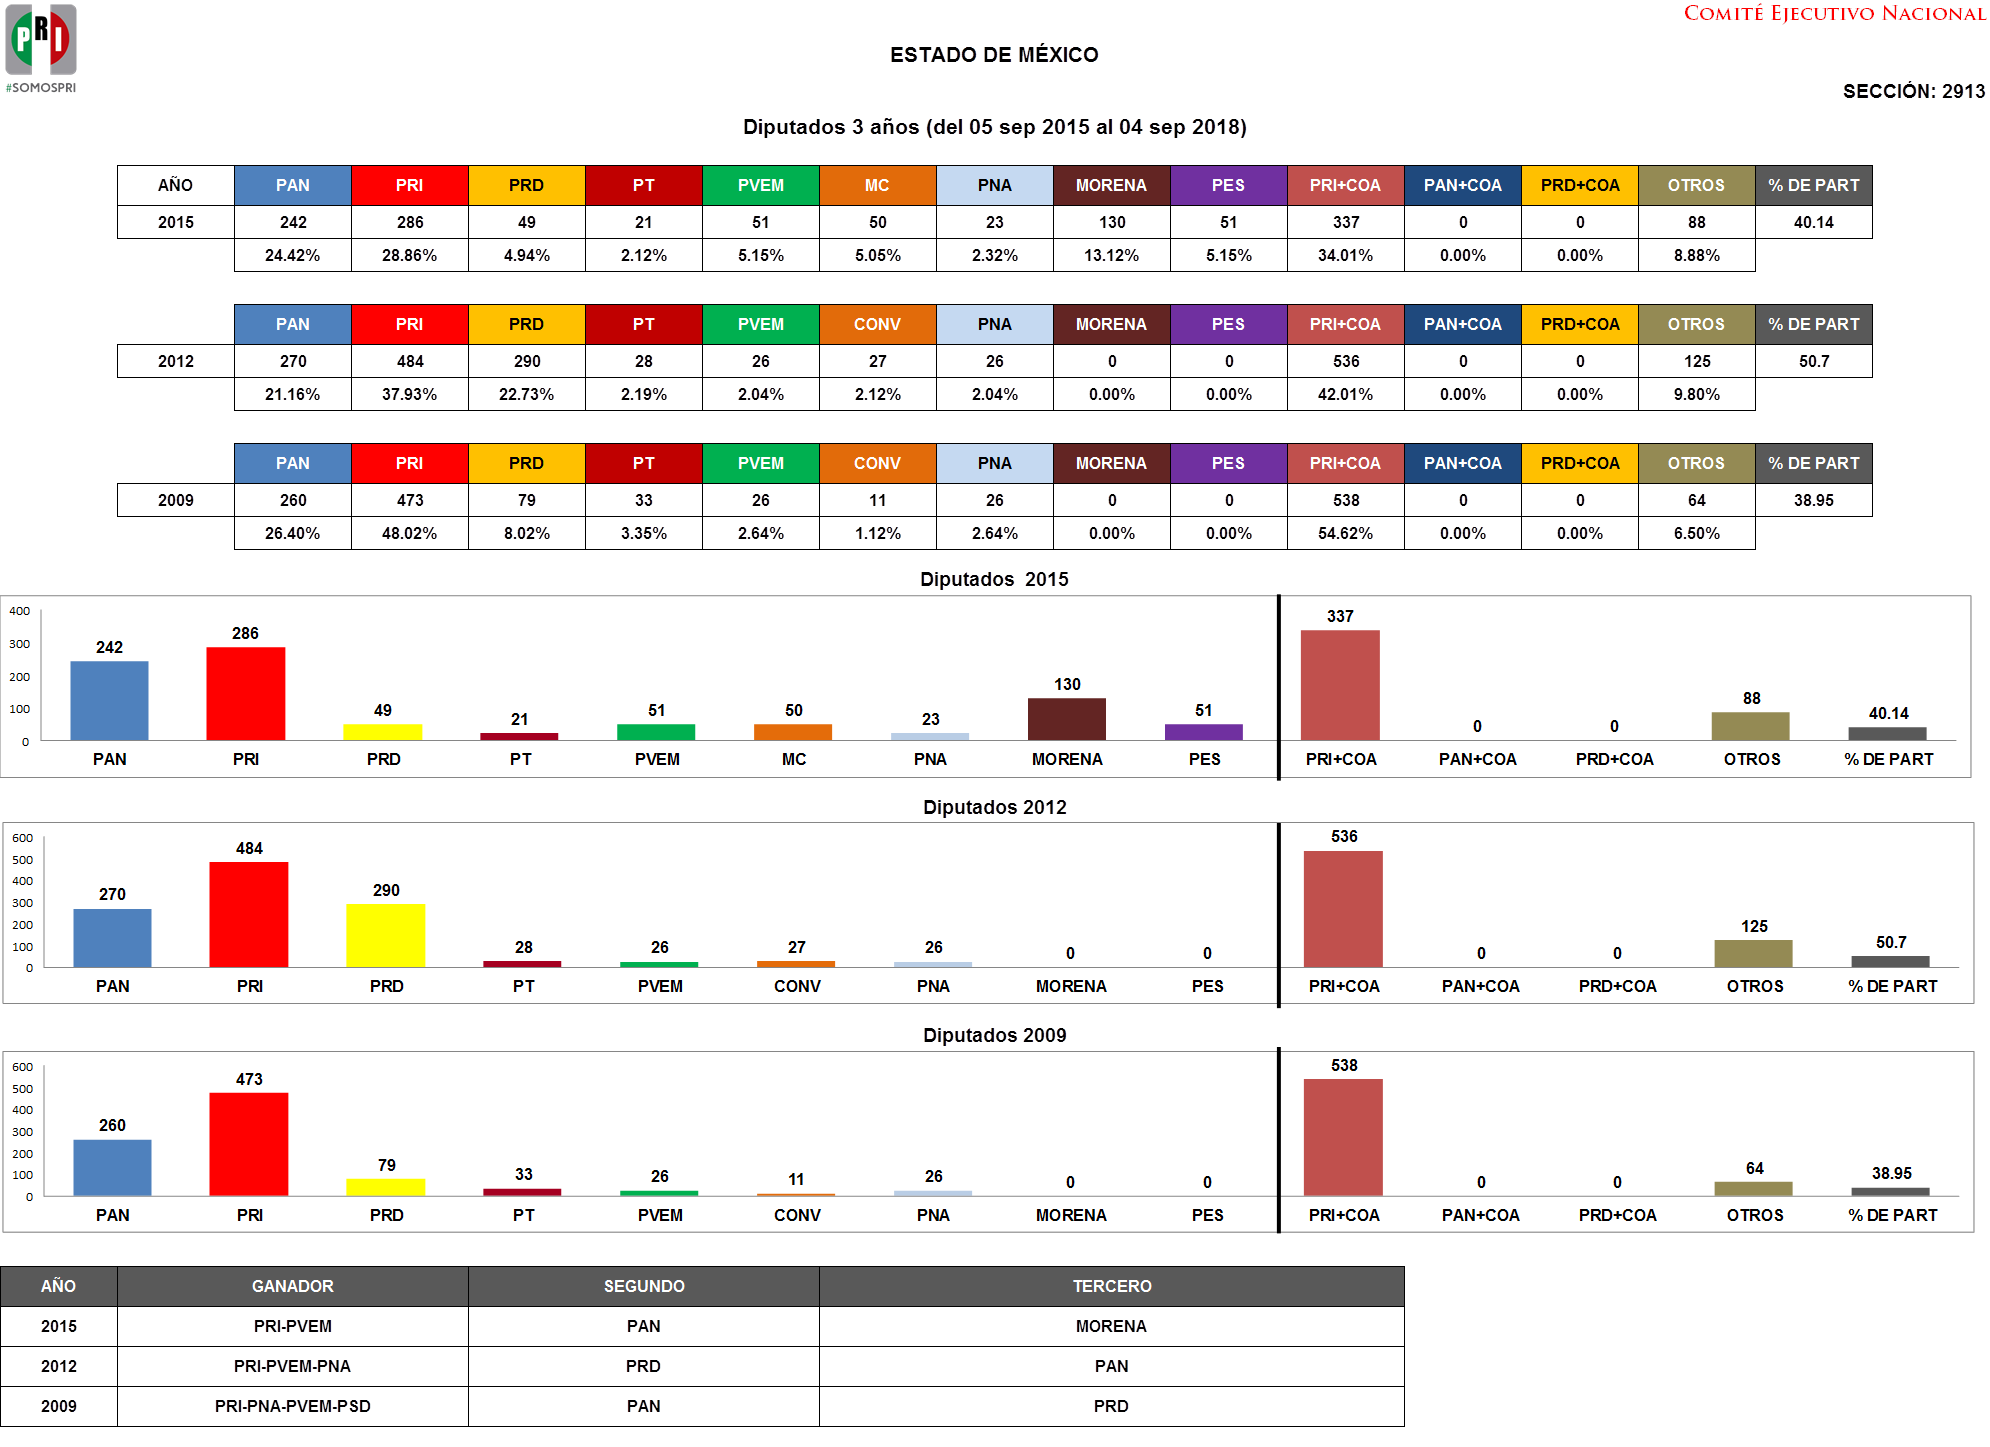 PRI
#SOMOSPRI
COMITÉ EJECUTIVO NACIONAL
ESTADO DE MÉXICO
SECCIÓN: 2913
Diputados 3 años (del 05 sep 2015 al 04 sep 2018)
AÑO PAN PRI PRD PT PVEM MC PNA MORENA PES PRI+COA PAN+COA PRD+COA OTROS % DE PART
2015 242 286 49 21 51 50 23 130 51 337 0 0 88 40.14
24.42% 28.86% 4.94% 2.12% 5.15% 5.05% 2.32% 13.12% 5.15% 34.01% 0.00% 0.00% 8.88%
PAN PRI PRD PT PVEM CONV PNA MORENA PES PRI+COA PAN+COA PRD+COA OTROS % DE PART
2012 270 484 290 28 26 27 26 0 0 536 0 0 125 50.7
21.16% 37.93% 22.73% 2.19% 2.04% 2.12% 2.04% 0.00% 0.00% 42.01% 0.00% 0.00% 9.80%
PAN PRI PRD PT PVEM CONV PNA MORENA PES PRI+COA PAN+COA PRD+COA OTROS % DE PART
2009 260 473 79 33 26 11 26 0 0 538 0 0 64 38.95
26.40% 48.02% 8.02% 3.35% 2.64% 1.12% 2.64% 0.00% 0.00% 54.62% 0.00% 0.00% 6.50%
Diputados 2015
400
300
200
100
0
242 286 49 21 51 50 23 130 51 337 0 0 88 40.14
PAN PRI PRD PT PVEM MC PNA MORENA PES PRI+COA PAN+COA PRD+COA OTROS % DE PART
Diputados 2012
600
500
400
300
200
100
0
270 484 290 28 26 27 26 0 0 536 0 0 125 50.7
PAN PRI PRD PT PVEM CONV PNA MORENA PES PRI+COA PAN+COA PRD+COA OTROS % DE PART
Diputados 2009
600
500
400
300
200
100
0
260 473 79 33 26 11 26 0 0 538 0 0 64 38.95
PAN PRI PRD PT PVEM CONV PNA MORENA PES PRI+COA PAN+COA PRD+COA OTROS % DE PART
AÑO GANADOR SEGUNDO TERCERO
2015 PRI-PVEM PAN MORENA
2012 PRI-PVEM-PNA PRD PAN
2009 PRI-PNA-PVEM-PSD PAN PRD